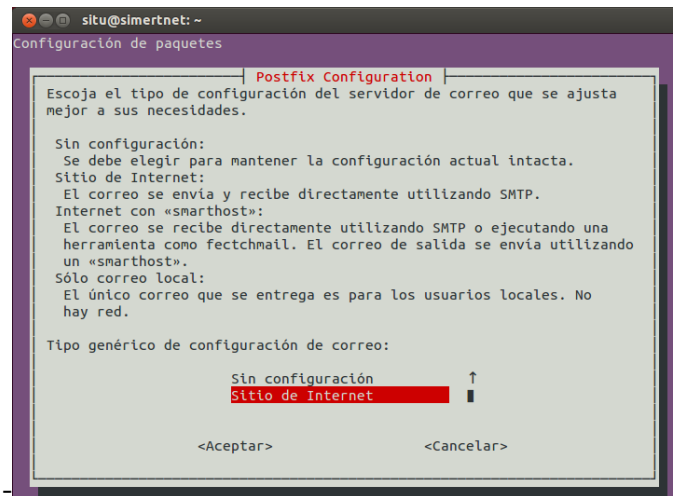 situ@simertnet: ~
Configuración de paquetes
Postfix Configuration
Escoja el tipo de configuración del servidor de correo que se ajusta
mejor a sus necesidades.
Sin configuración:
Se debe elegir para mantener la configuración actual intacta.
Sitio de Internet:
El correo se envía y recibe directamente utilizando SMTP.
Internet con «smarthost»:
El correo se recibe directamente utilizando SMTP o ejecutando una
herramienta como fectchmail. El correo de salida se envía utilizando
un «smarthost».
Sólo correo local:
El único correo que se entrega es para los usuarios locales. No
hay red.
Tipo genérico de configuración de correo:
Sin configuración ↑
Sitio de Internet
<Aceptar> <Cancelar>